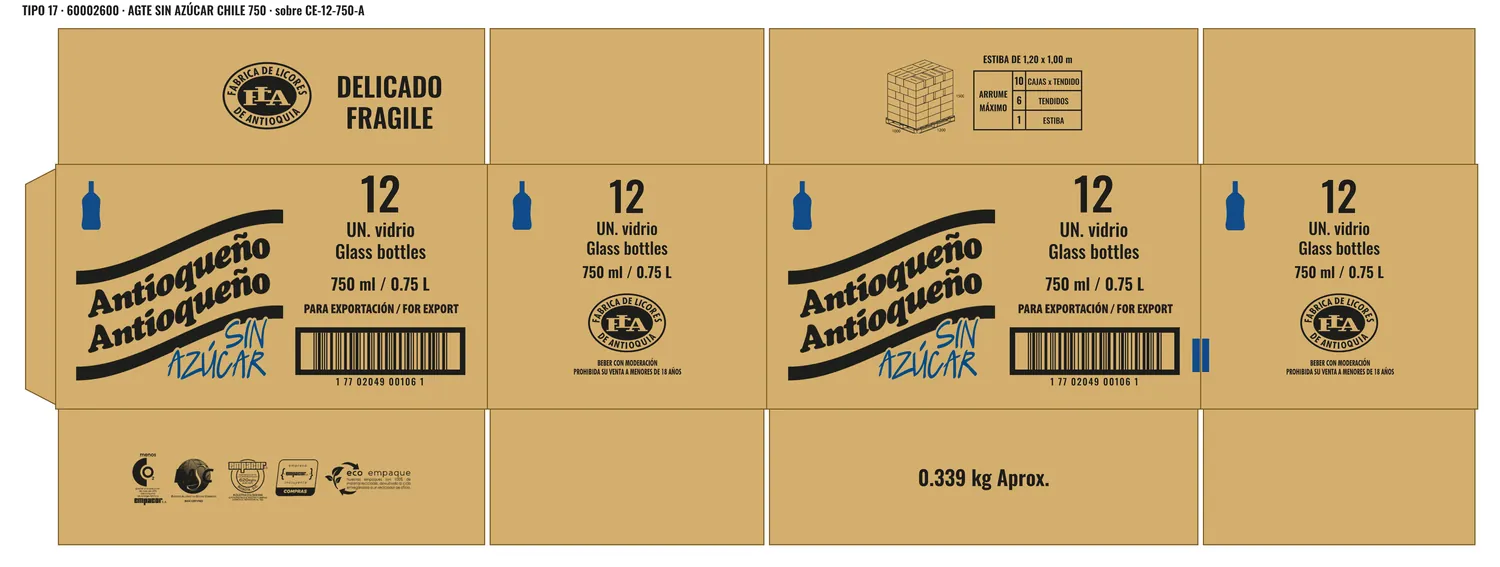 TIPO 17 · 60002600 · AGTE SIN AZÚCAR CHILE 750 · sobre CE-12-750-A
FABRICA DE LICORES
FLA
DE ANTIOQUIA
DELICADO
FRAGILE
ESTIBA DE 1,20 x 1,00 m
ARRUME
MÁXIMO
10 CAJAS x TENDIDO
6 TENDIDOS
1 ESTIBA
12
UN. vidrio
Glass bottles
750 ml / 0.75 L
PARA EXPORTACIÓN / FOR EXPORT
Antioqueño
Antioqueño
SIN
AZÚCAR
1 77 02049 00106 1
12
UN. vidrio
Glass bottles
750 ml / 0.75 L
FABRICA DE LICORES
FLA
DE ANTIOQUIA
BEBER CON MODERACIÓN
PROHIBIDA SU VENTA A MENORES DE 18 AÑOS
12
UN. vidrio
Glass bottles
750 ml / 0.75 L
PARA EXPORTACIÓN / FOR EXPORT
Antioqueño
Antioqueño
SIN
AZÚCAR
1 77 02049 00106 1
12
UN. vidrio
Glass bottles
750 ml / 0.75 L
FABRICA DE LICORES
FLA
DE ANTIOQUIA
BEBER CON MODERACIÓN
PROHIBIDA SU VENTA A MENORES DE 18 AÑOS
menos
empacor
empacor
empresa
empacor
COMPRAS
eco empaque
0.339 kg Aprox.